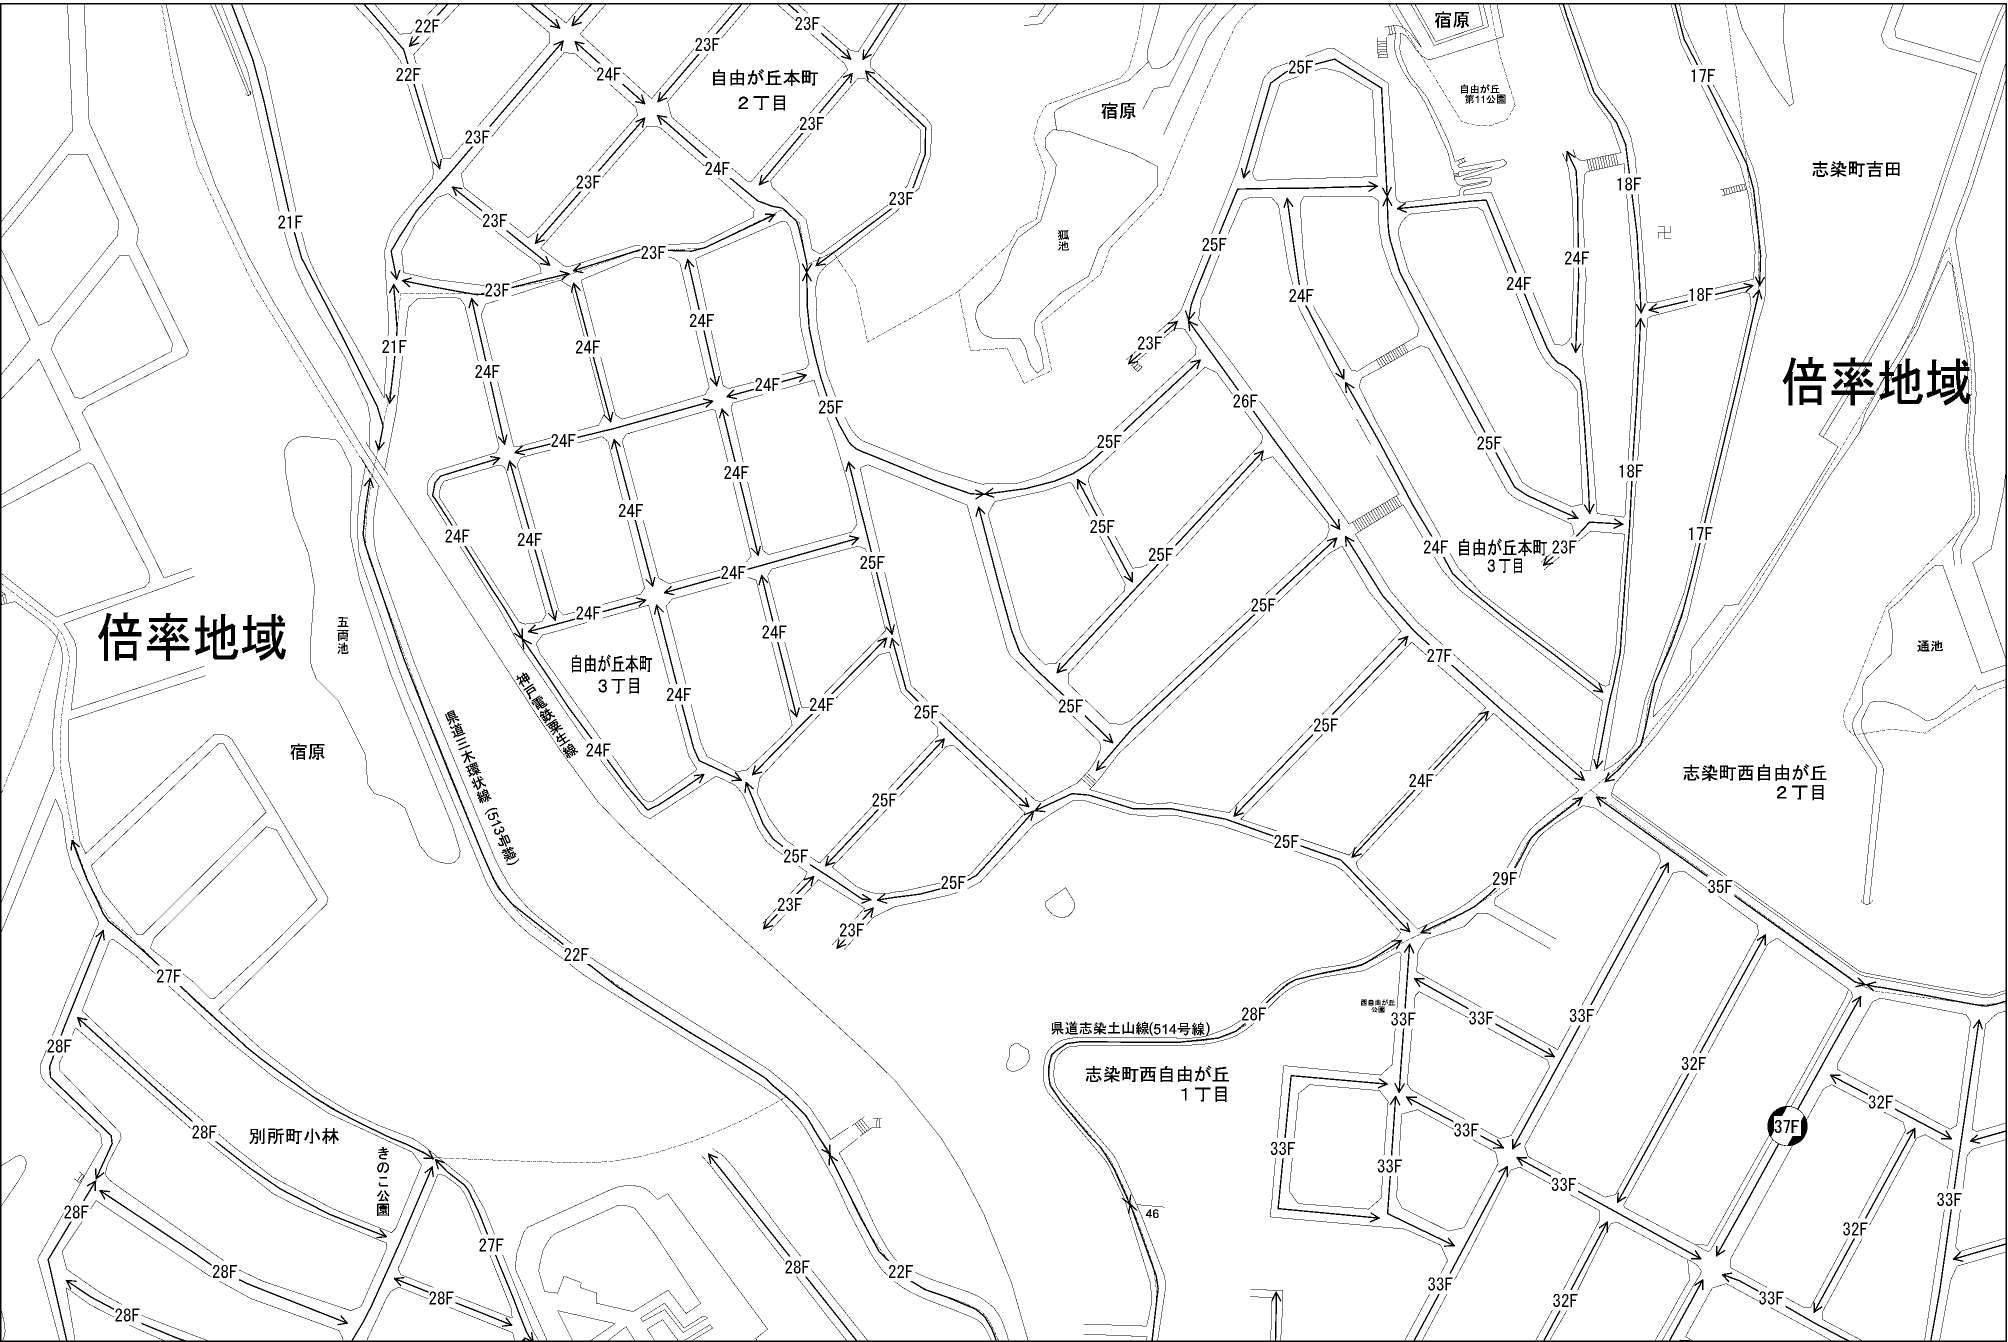 22F
23F
宿原
25F
23F
24F
22F
17F
自由が丘本町
2丁目
自由が丘
第11公園
宿原
23F
23F
24F
23F
志染町吉田
18F
23F
21F
23F
狐池
25F
23F
24F
24F
23F
24F
18F
24F
21F
24F
23F
24F
倍率地域
24F
26F
25F
24F
25F
25F
24F
18F
24F
24F
25F
24F
24F
25F
24F
自由が丘本町
3丁目
23F
17F
25F
24F
24F
25F
倍率地域
五両池
24F
通池
27F
自由が丘本町
3丁目
神戸電鉄粟生線
24F
24F
25F
25F
25F
県道三木環状線(513号線)
宿原
24F
志染町西自由が丘
2丁目
24F
25F
25F
25F
25F
29F
35F
23F
23F
22F
27F
西自由が丘
公園
28F
33F
33F
33F
県道志染土山線(514号線)
28F
32F
志染町西自由が丘
1丁目
32F
37F
28F
別所町小林
33F
きのこ公園
33F
33F
33F
33F
28F
46
32F
27F
28F
28F
22F
28F
33F
33F
28F
32F